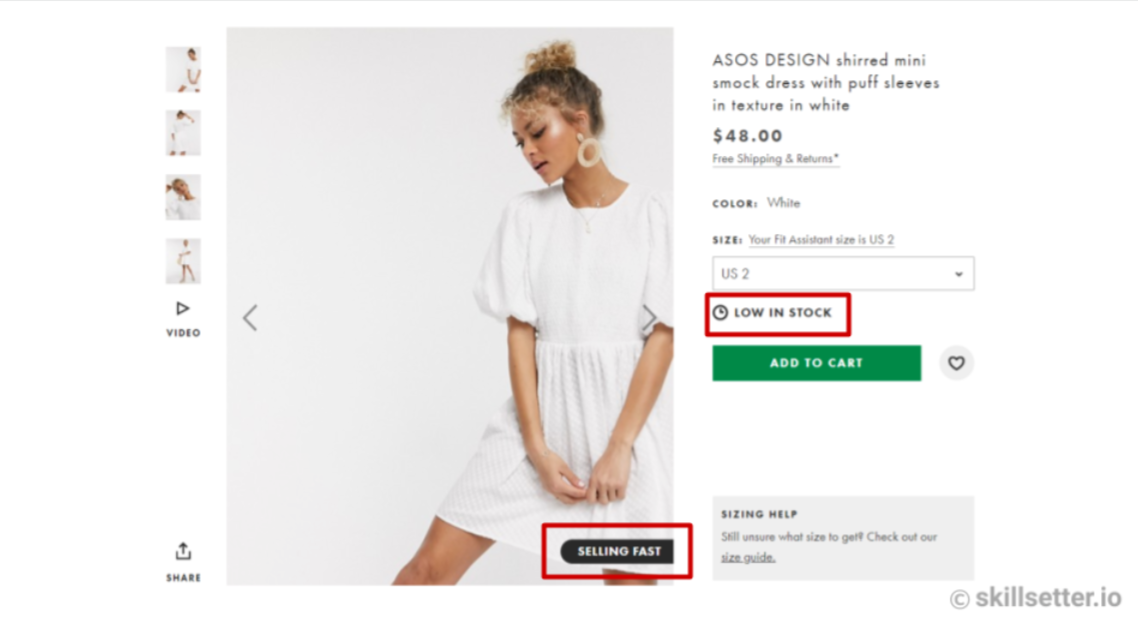 ASOS DESIGN shirred mini
smock dress with puff sleeves
in texture in white
$48.00
Free Shipping & Returns*
COLOR: White
SIZE: Your Fit Assistant size is US 2
US 2
LOW IN STOCK
ADD TO CART
VIDEO
SELLING FAST
SHARE
SIZING HELP
Still unsure what size to get? Check out our
size guide.
© skillsetter.io